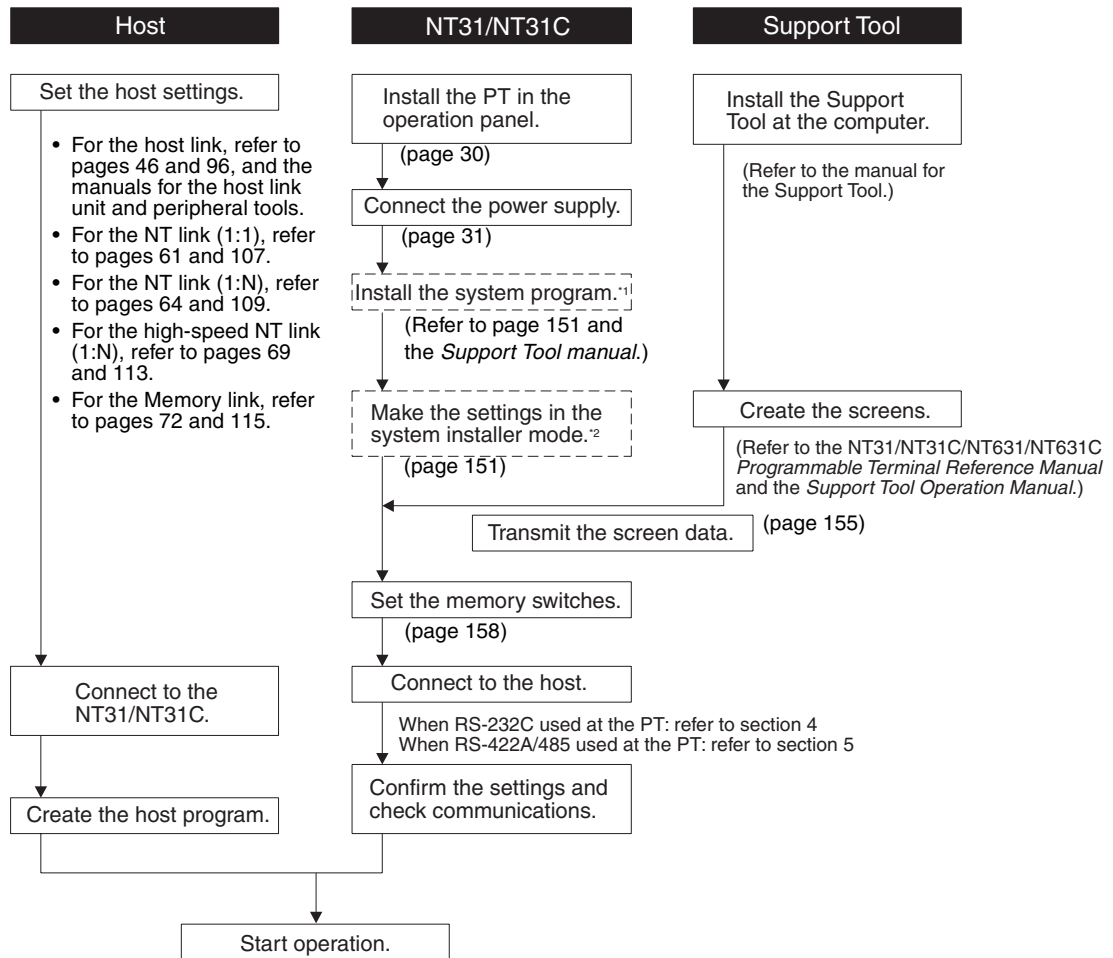 Host
NT31/NT31C
Support Tool
Set the host settings.
• For the host link, refer to
pages 46 and 96, and the
manuals for the host link
unit and peripheral tools.
• For the NT link (1:1), refer
to pages 61 and 107.
• For the NT link (1:N), refer
to pages 64 and 109.
• For the high-speed NT link
(1:N), refer to pages 69
and 113.
• For the Memory link, refer
to pages 72 and 115.
Connect to the
NT31/NT31C.
Create the host program.
Install the PT in the
operation panel.
(page 30)
Connect the power supply.
(page 31)
Install the system program.*1
(Refer to page 151 and
the Support Tool manual.)
Make the settings in the
system installer mode.*2
(page 151)
Install the Support
Tool at the computer.
(Refer to the manual for
the Support Tool.)
Create the screens.
(Refer to the NT31/NT31C/NT631/NT631C
Programmable Terminal Reference Manual
and the Support Tool Operation Manual.)
Transmit the screen data.
(page 155)
Set the memory switches.
(page 158)
Connect to the host.
When RS-232C used at the PT: refer to section 4
When RS-422A/485 used at the PT: refer to section 5
Confirm the settings and
check communications.
Start operation.